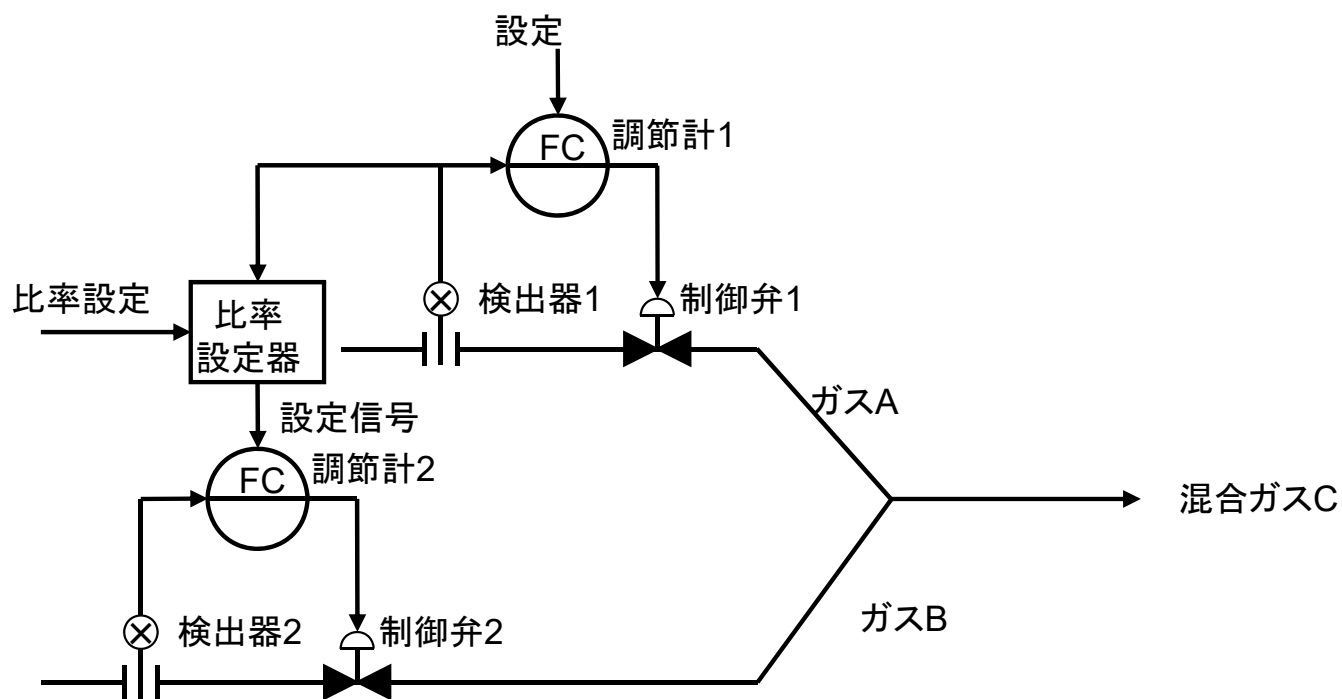 設定
FC
調節計1
比率設定
比率
設定器
検出器1
制御弁1
ガスA
設定信号
FC
調節計2
混合ガスC
検出器2
制御弁2
ガスB